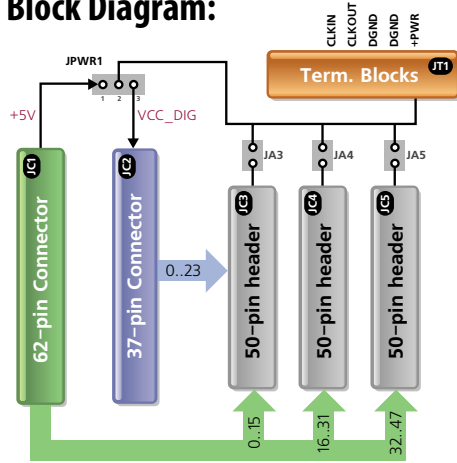 Block Diagram:
CLKIN
CLKOUT
DGND
DGND
+PWR
JPWR1
JT1
Term. Blocks
1 2 3
+5V
VCC_DIG
JA3
JA4
JA5
JC1
62-pin Connector
JC2
37-pin Connector
JC3
50-pin header
JC4
50-pin header
JC5
50-pin header
0..23
0..15
16..31
32..47